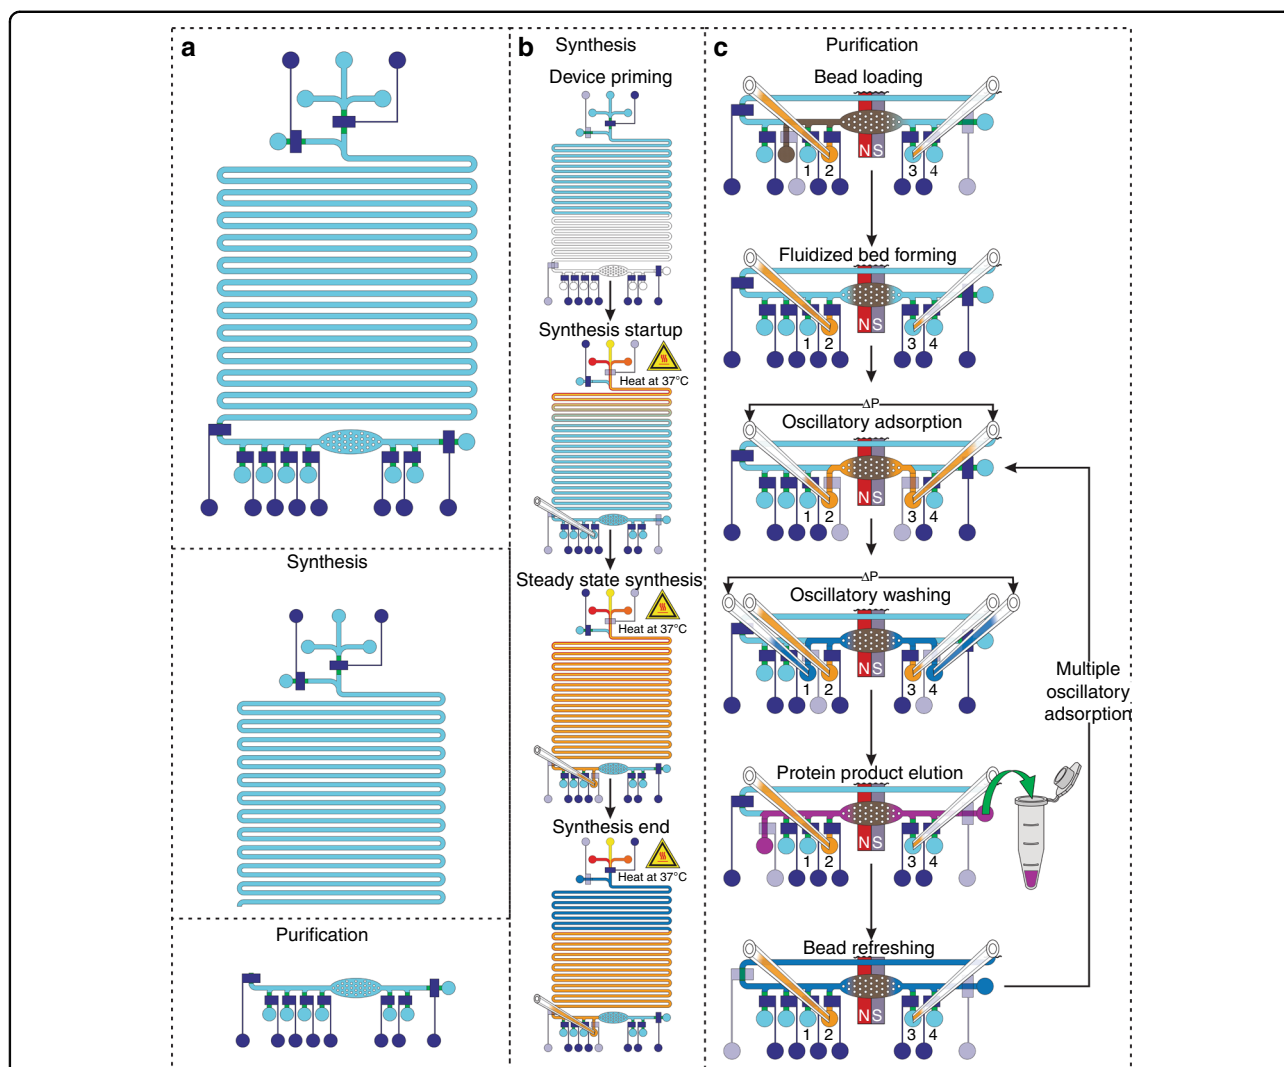 a
Synthesis
Purification
b
Synthesis
Device priming
Synthesis startup
Heat at 37°C
Steady state synthesis
Heat at 37°C
Synthesis end
Heat at 37°C
c
Purification
Bead loading
N S
1 2 3 4
Fluidized bed forming
N S
1 2 3 4
ΔP
Oscillatory adsorption
N S
1 2 3 4
ΔP
Oscillatory washing
N S
1 2 3 4
Multiple
oscillatory
adsorption
Protein product elution
N S
1 2 3 4
Bead refreshing
N S
1 2 3 4